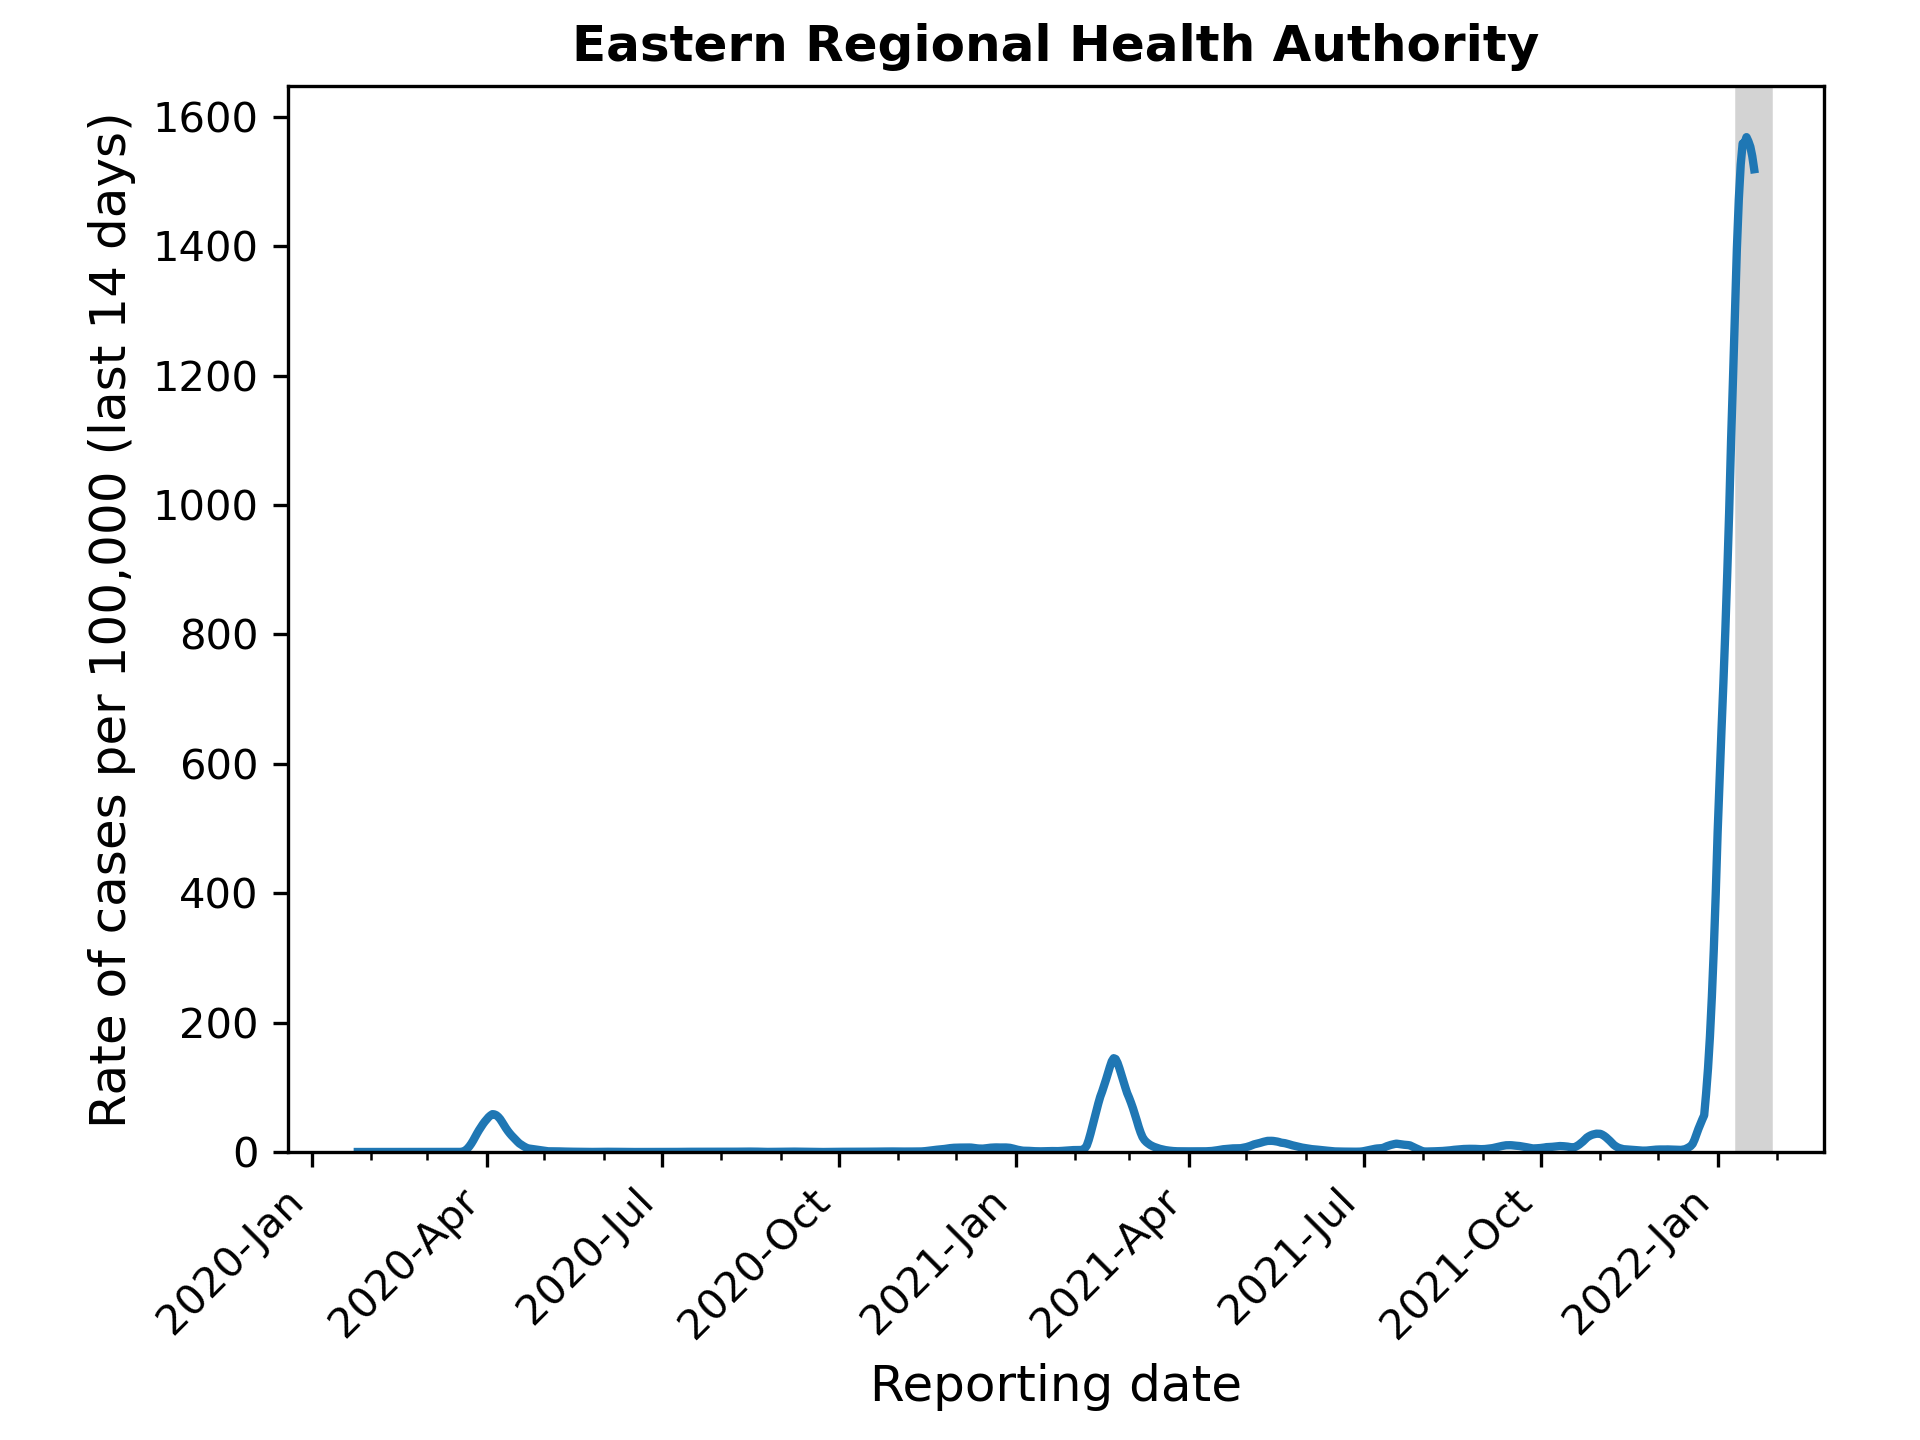 Eastern Regional Health Authority
Rate of cases per 100,000 (last 14 days)
1600
1400
1200
1000
800
600
400
200
0
2020-Jan
2020-Apr
2020-Jul
2020-Oct
2021-Jan
2021-Apr
2021-Jul
2021-Oct
2022-Jan
Reporting date